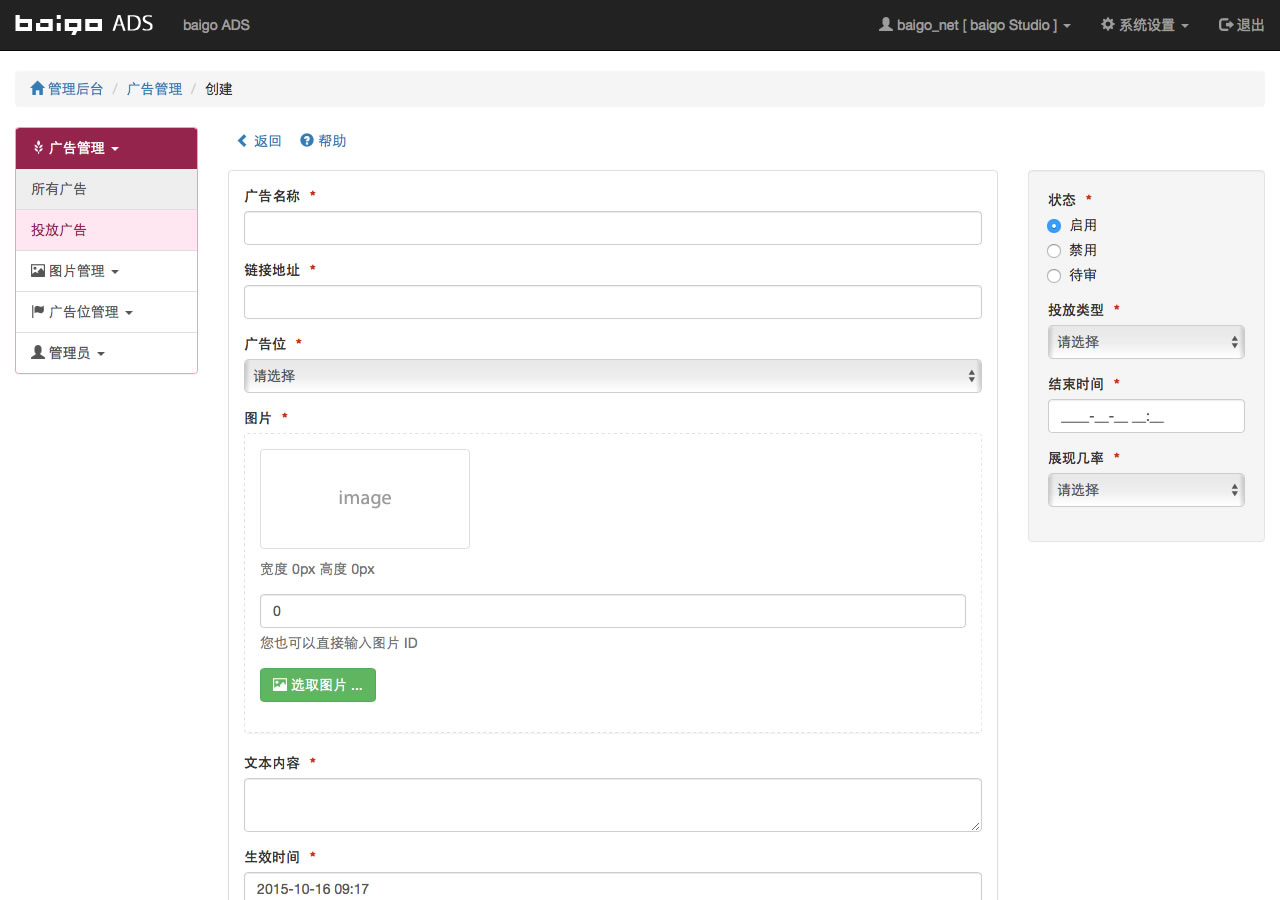 baigo ADS baigo ADS baigo_net [ baigo Studio ] 系统设置 退出
管理后台 / 广告管理 / 创建
广告管理
所有广告
投放广告
图片管理
广告位管理
管理员
返回 帮助
广告名称 *
链接地址 *
广告位 *
请选择
图片 *
image
宽度 0px 高度 0px
0
您也可以直接输入图片 ID
选取图片 ...
文本内容 *
生效时间 *
2015-10-16 09:17
状态 *
启用
禁用
待审
投放类型 *
请选择
结束时间 *
____-__-__ __:__
展现几率 *
请选择